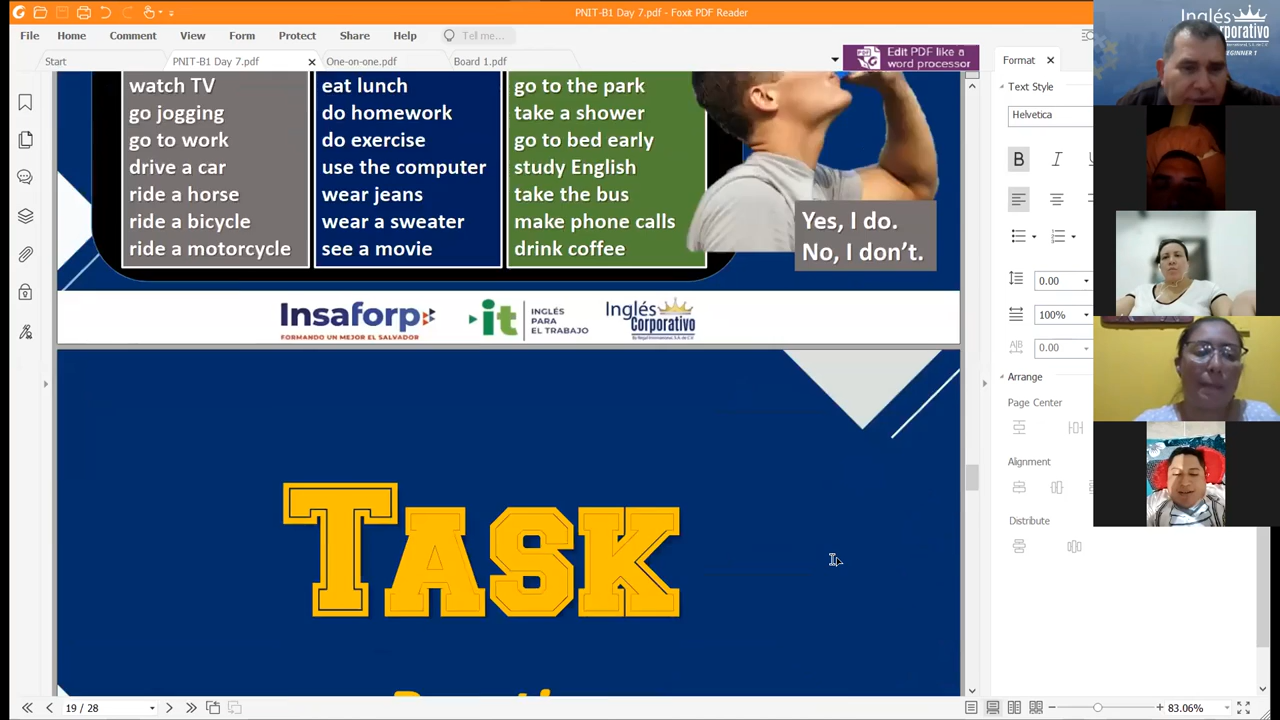 PNIT-B1 Day 7.pdf - Foxit PDF Reader
File Home Comment View Form Protect Share Help Tell me...
Start PNIT-B1 Day 7.pdf One-on-one.pdf Board 1.pdf
Edit PDF like a
word processor
watch TV
go jogging
go to work
drive a car
ride a horse
ride a bicycle
ride a motorcycle
eat lunch
do homework
do exercise
use the computer
wear jeans
wear a sweater
see a movie
go to the park
take a shower
go to bed early
study English
take the bus
make phone calls
drink coffee
Yes, I do.
No, I don't.
Insaforp
FORMANDO UN MEJOR EL SALVADOR
it
INGLÉS
PARA
EL TRABAJO
Inglés
Corporativo
TASK
Format
Text Style
Helvetica
B I U
0.00
100%
A|B 0.00
Arrange
Page Center
Alignment
Distribute
Inglés
Corporativo
BEGINNER 1
19 / 28
83.06%